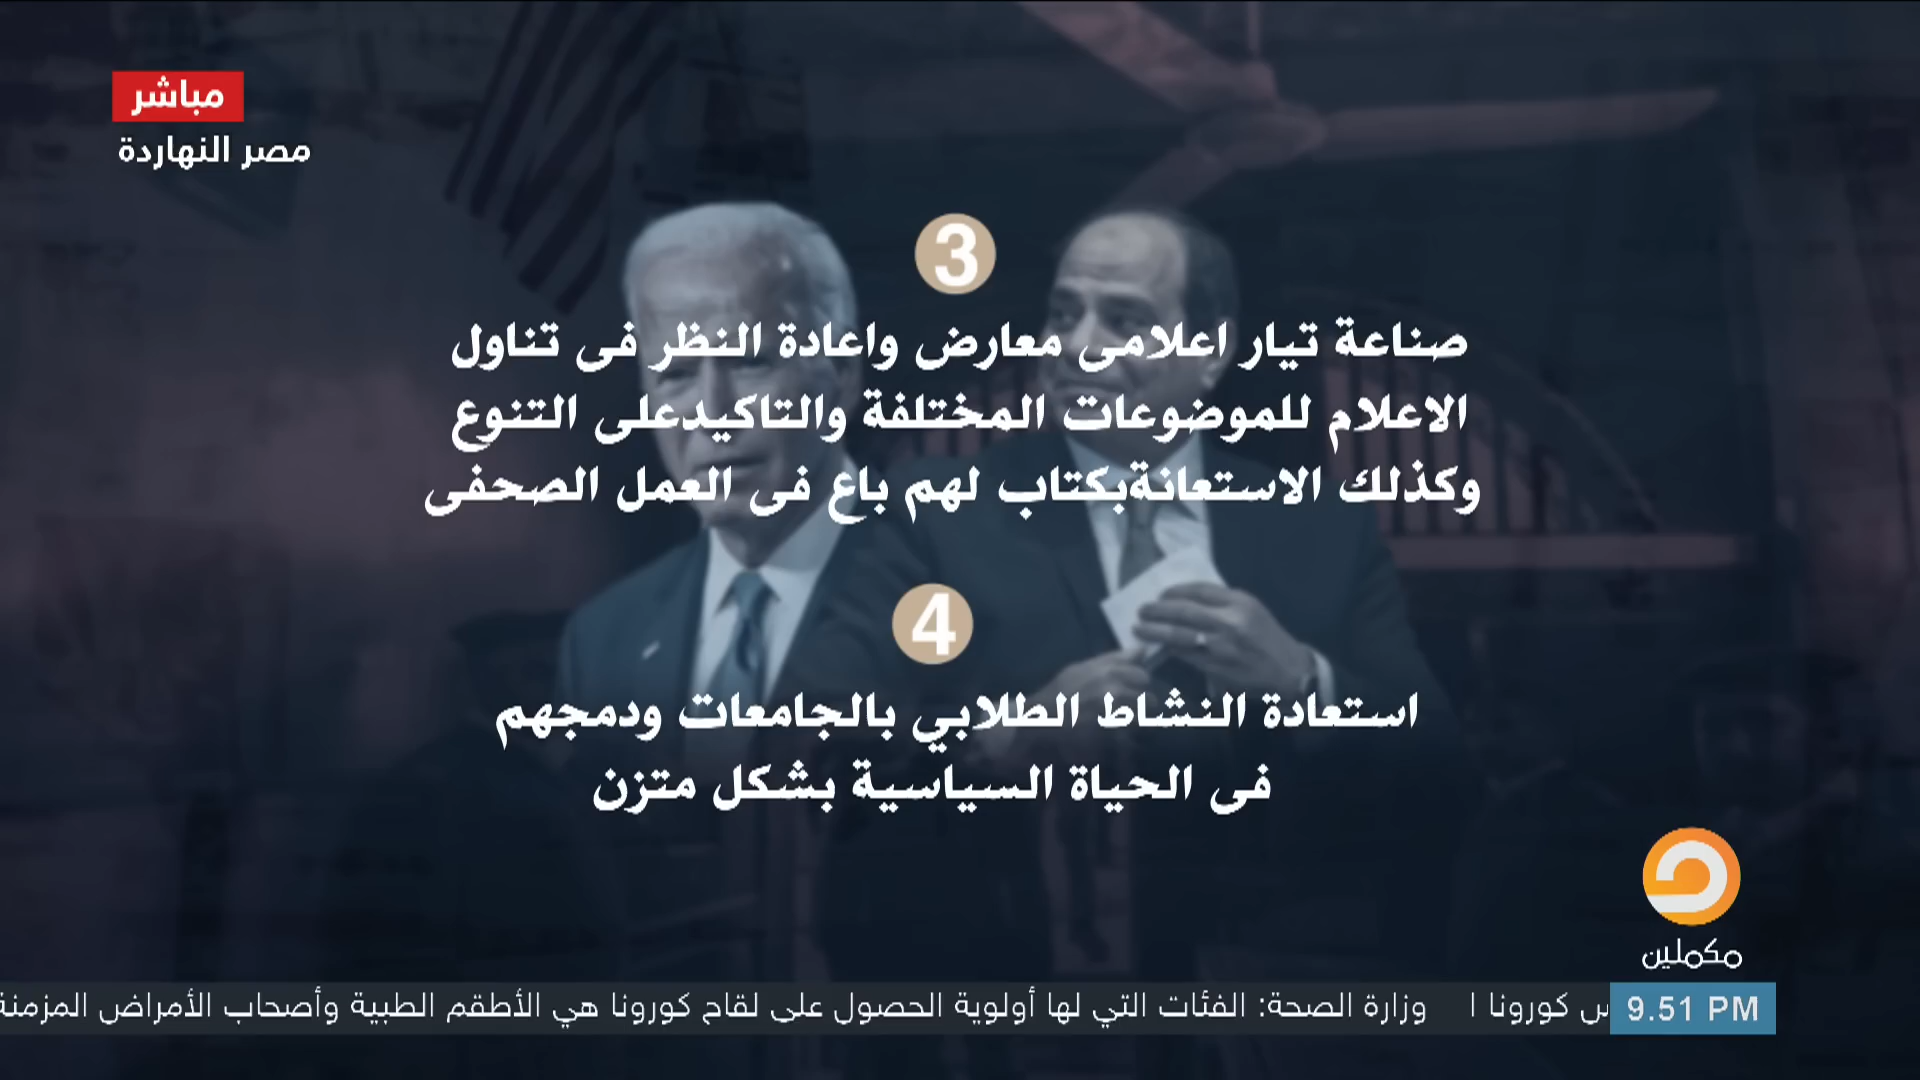 مباشر
مصر النهاردة
3
صناعة تيار اعلامى معارض واعادة النظر فى تناول
الاعلام للموضوعات المختلفة والتاكيدعلى التنوع
وكذلك الاستعانةبكتاب لهم باع فى العمل الصحفى
4
استعادة النشاط الطلابي بالجامعات ودمجهم
فى الحياة السياسية بشكل متزن
مكملين
س كورونا ا وزارة الصحة: الفئات التي لها أولوية الحصول على لقاح كورونا هي الأطقم الطبية وأصحاب الأمراض المزمنة
9.51 PM